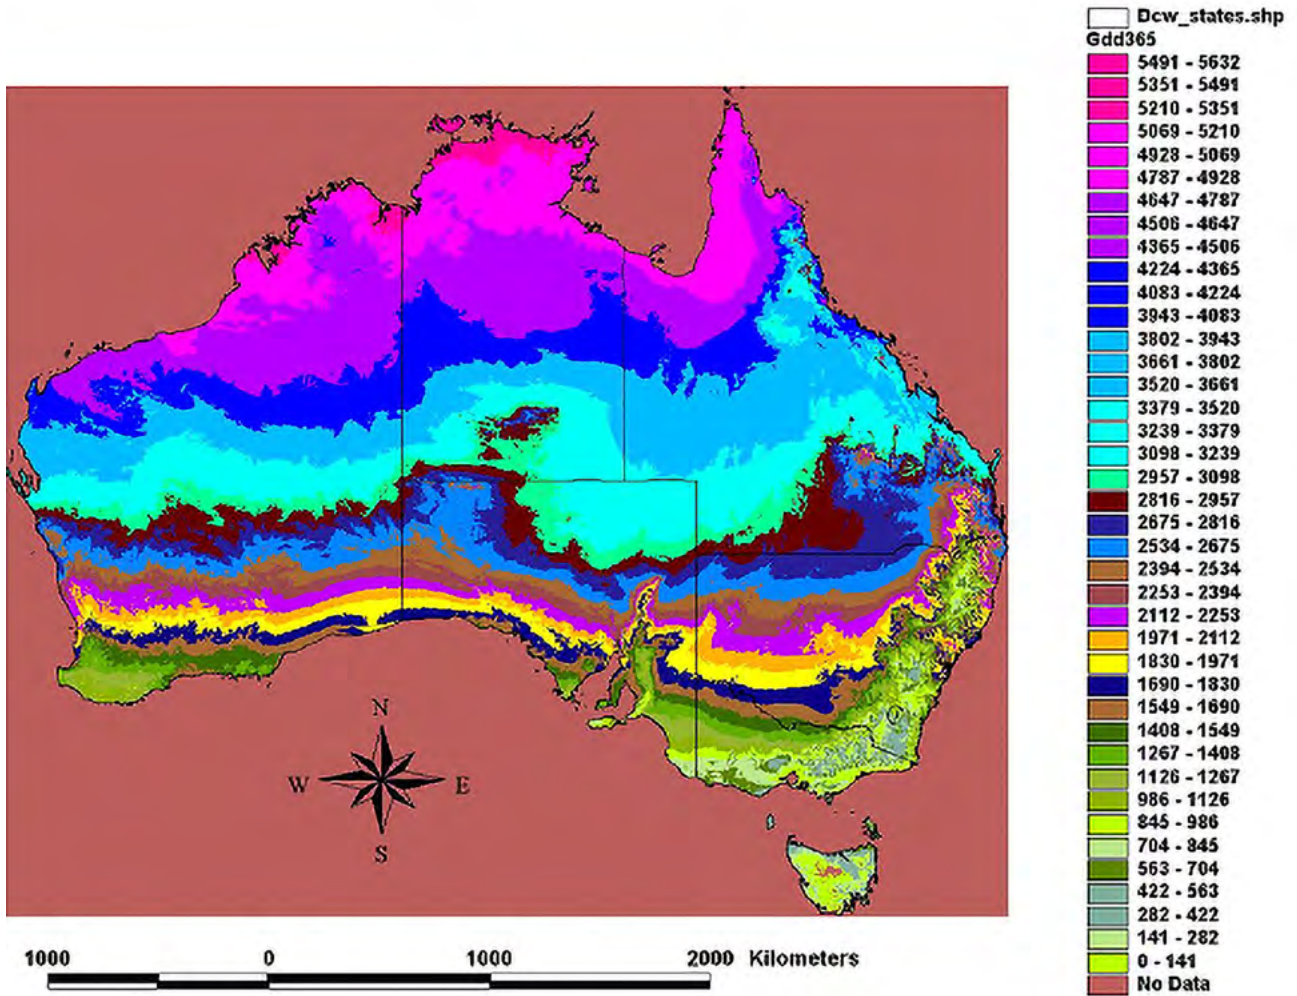 Dcw_states.shp
Gdd365
5491 - 5632
5351 - 5491
5210 - 5351
5069 - 5210
4928 - 5069
4787 - 4928
4647 - 4787
4506 - 4647
4365 - 4506
4224 - 4365
4083 - 4224
3943 - 4083
3802 - 3943
3661 - 3802
3520 - 3661
3379 - 3520
3239 - 3379
3098 - 3239
2957 - 3098
2816 - 2957
2675 - 2816
2534 - 2675
2394 - 2534
2253 - 2394
2112 - 2253
1971 - 2112
1830 - 1971
1690 - 1830
1549 - 1690
1408 - 1549
1267 - 1408
1126 - 1267
986 - 1126
845 - 986
704 - 845
563 - 704
422 - 563
282 - 422
141 - 282
0 - 141
No Data
N
W E
S
1000 0 1000 2000 Kilometers